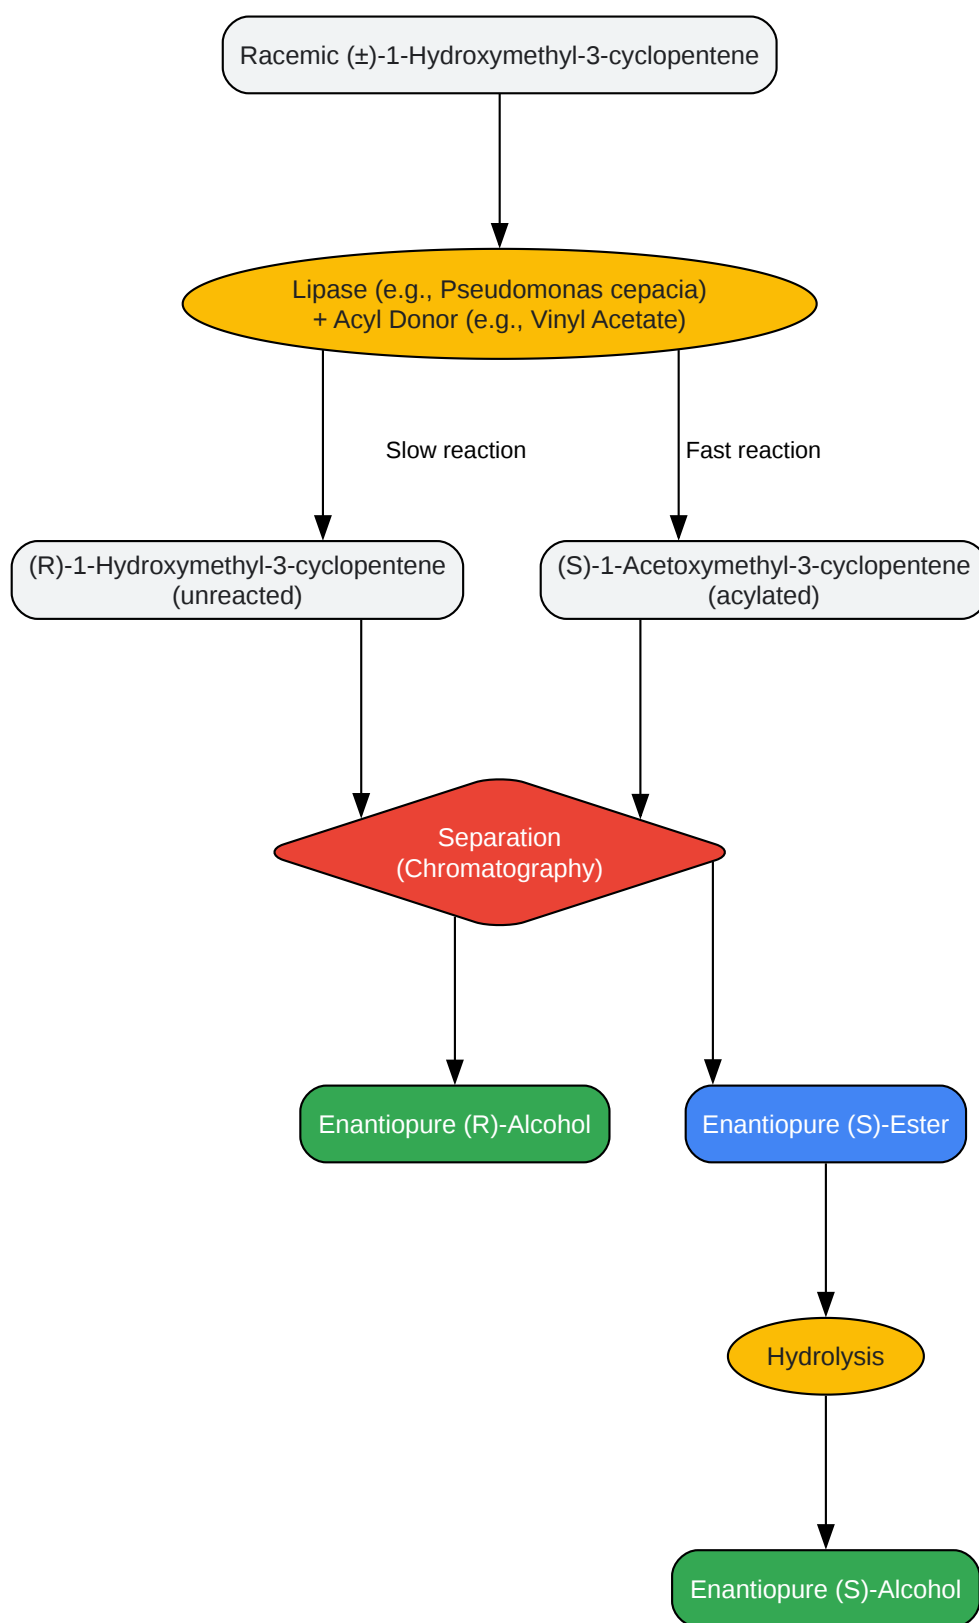 Racemic (±)-1-Hydroxymethyl-3-cyclopentene
Lipase (e.g., Pseudomonas cepacia)
+ Acyl Donor (e.g., Vinyl Acetate)
Slow reaction
Fast reaction
(R)-1-Hydroxymethyl-3-cyclopentene
(unreacted)
(S)-1-Acetoxymethyl-3-cyclopentene
(acylated)
Separation
(Chromatography)
Enantiopure (R)-Alcohol
Enantiopure (S)-Ester
Hydrolysis
Enantiopure (S)-Alcohol